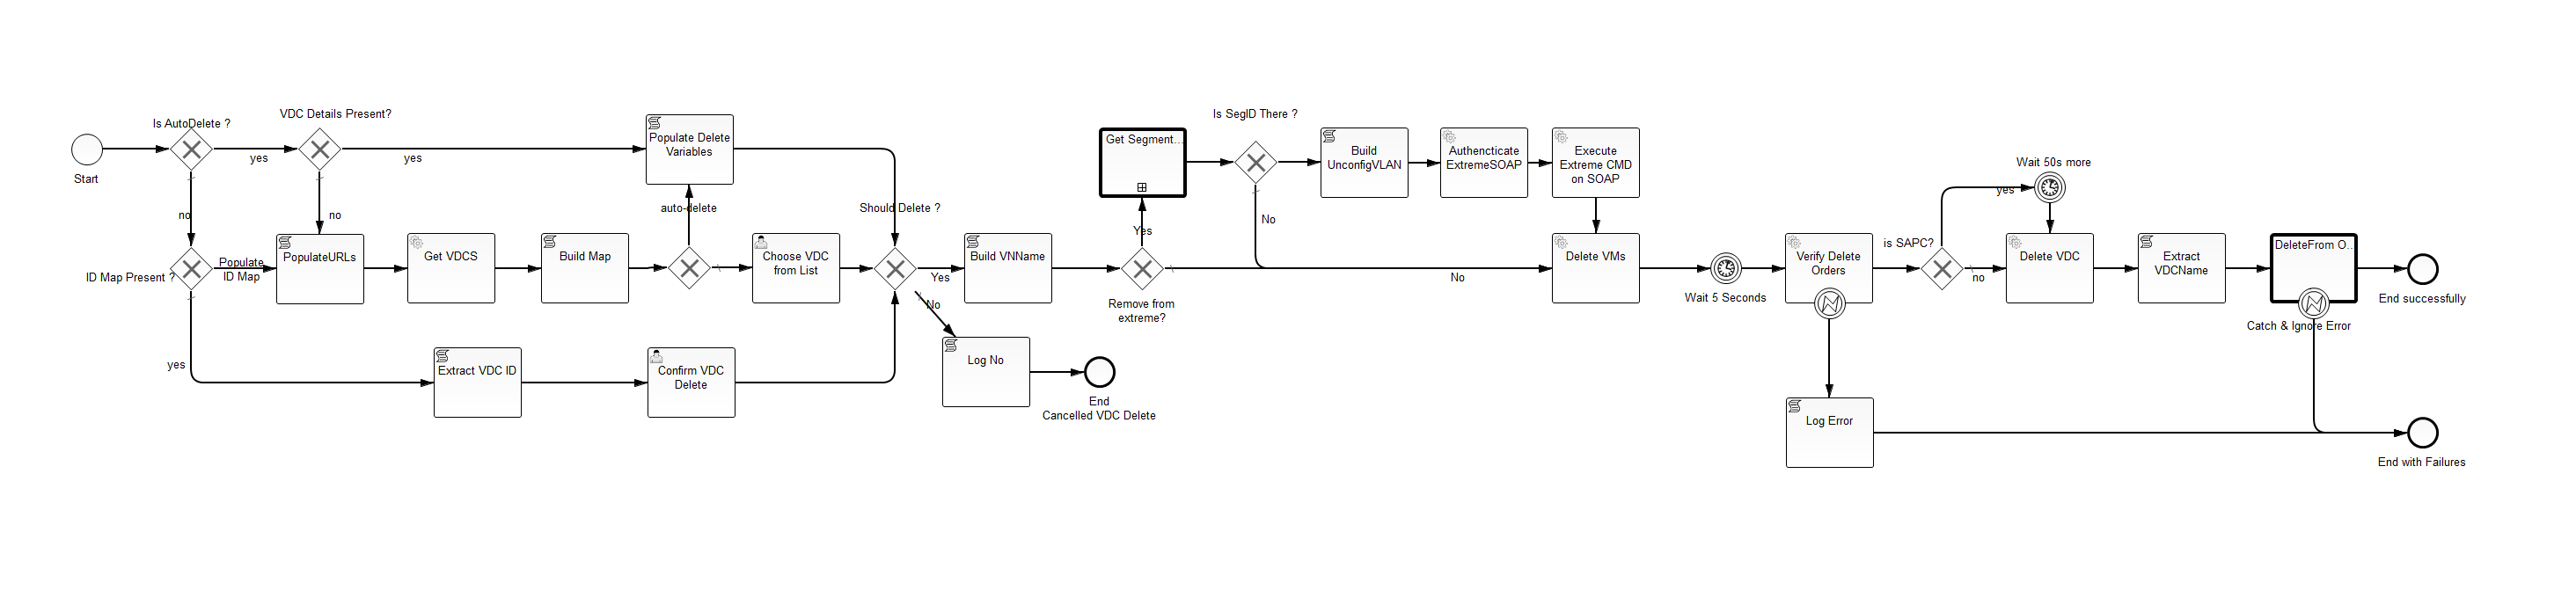 Is AutoDelete ?
VDC Details Present?
yes
yes
Start
no
no
Populate Delete
Variables
auto-delete
Should Delete ?
ID Map Present ?
Populate
ID Map
PopulateURLs
Get VDCS
Build Map
Choose VDC
from List
Yes
No
Build VNName
yes
Extract VDC ID
Confirm VDC
Delete
Log No
End
Cancelled VDC Delete
Get Segment...
Yes
Remove from
extreme?
Is SegID There ?
No
No
Build
UnconfigVLAN
Authencticate
ExtremeSOAP
Execute
Extreme CMD
on SOAP
Delete VMs
Wait 5 Seconds
Verify Delete
Orders
Log Error
is SAPC?
yes
no
Wait 50s more
Delete VDC
Extract
VDCName
DeleteFrom O...
Catch & Ignore Error
End successfully
End with Failures